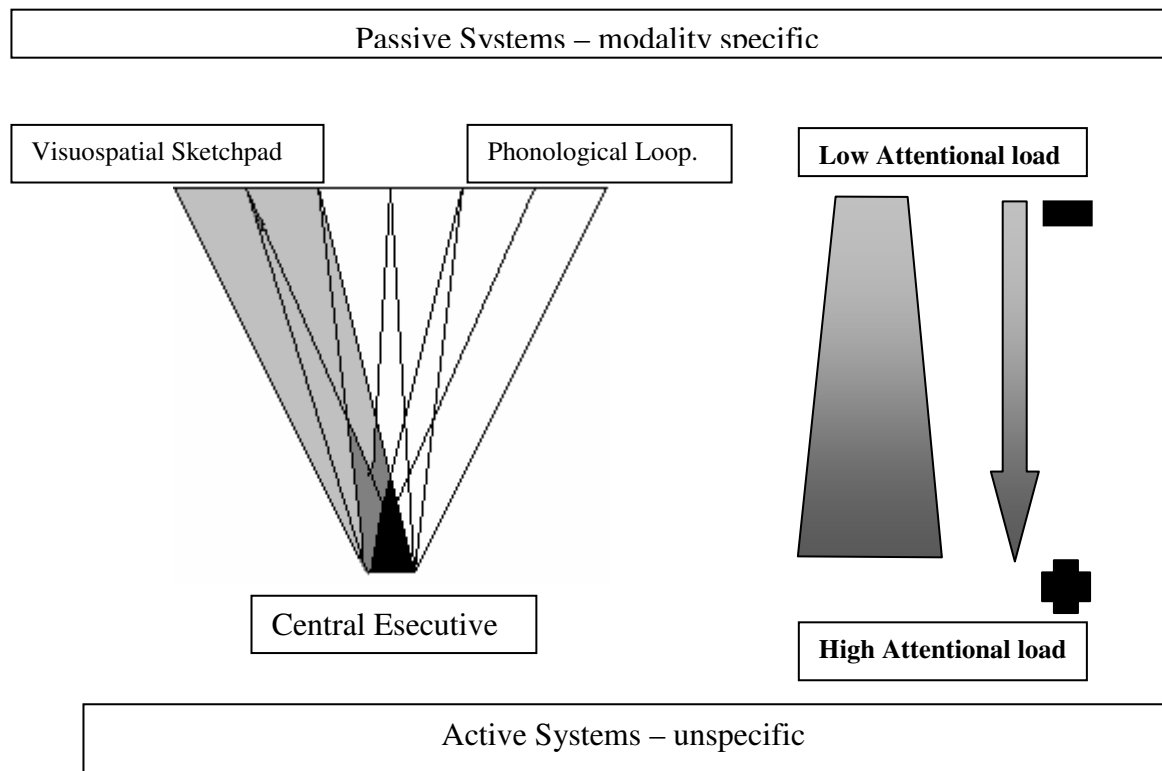 Passive Systems – modality specific
Visuospatial Sketchpad
Phonological Loop.
Low Attentional load
Central Esecutive
High Attentional load
Active Systems – unspecific